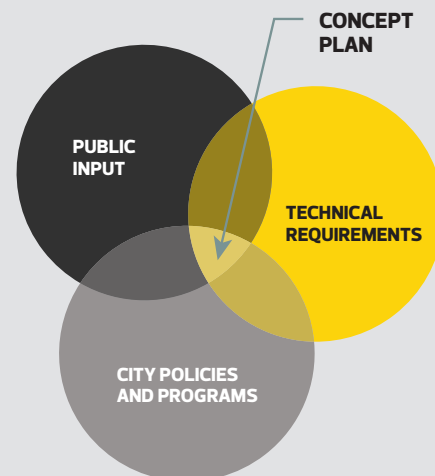 CONCEPT
PLAN
PUBLIC
INPUT
TECHNICAL
REQUIREMENTS
CITY POLICIES
AND PROGRAMS